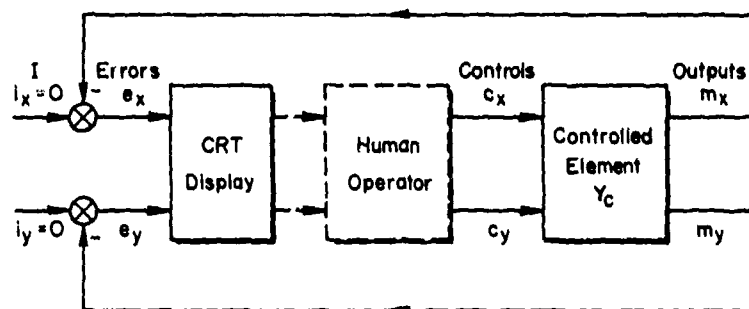 I
i_x = 0
Errors
e_x
-
CRT
Display
Human
Operator
Controls
c_x
Controlled
Element
Y_C
Outputs
m_x
i_y = 0
-
e_y
c_y
m_y